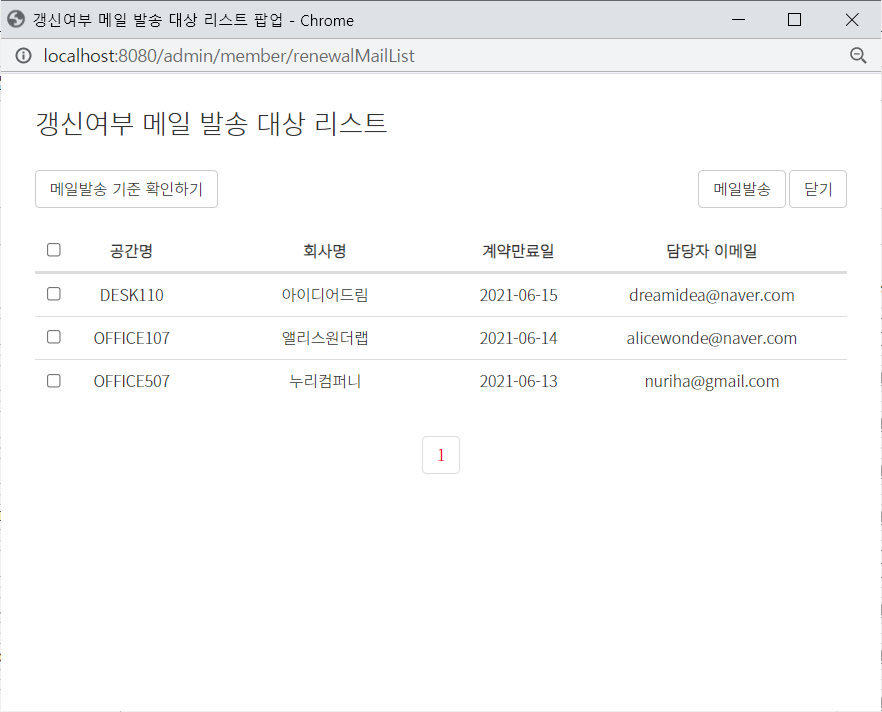 갱신여부 메일 발송 대상 리스트 팝업 - Chrome
localhost:8080/admin/member/renewalMailList
갱신여부 메일 발송 대상 리스트
메일발송 기준 확인하기 메일발송 닫기
공간명 회사명 계약만료일 담당자 이메일
DESK110 아이디어드림 2021-06-15 dreamidea@naver.com
OFFICE107 앨리스원더랩 2021-06-14 alicewonde@naver.com
OFFICE507 누리컴퍼니 2021-06-13 nuriha@gmail.com
1